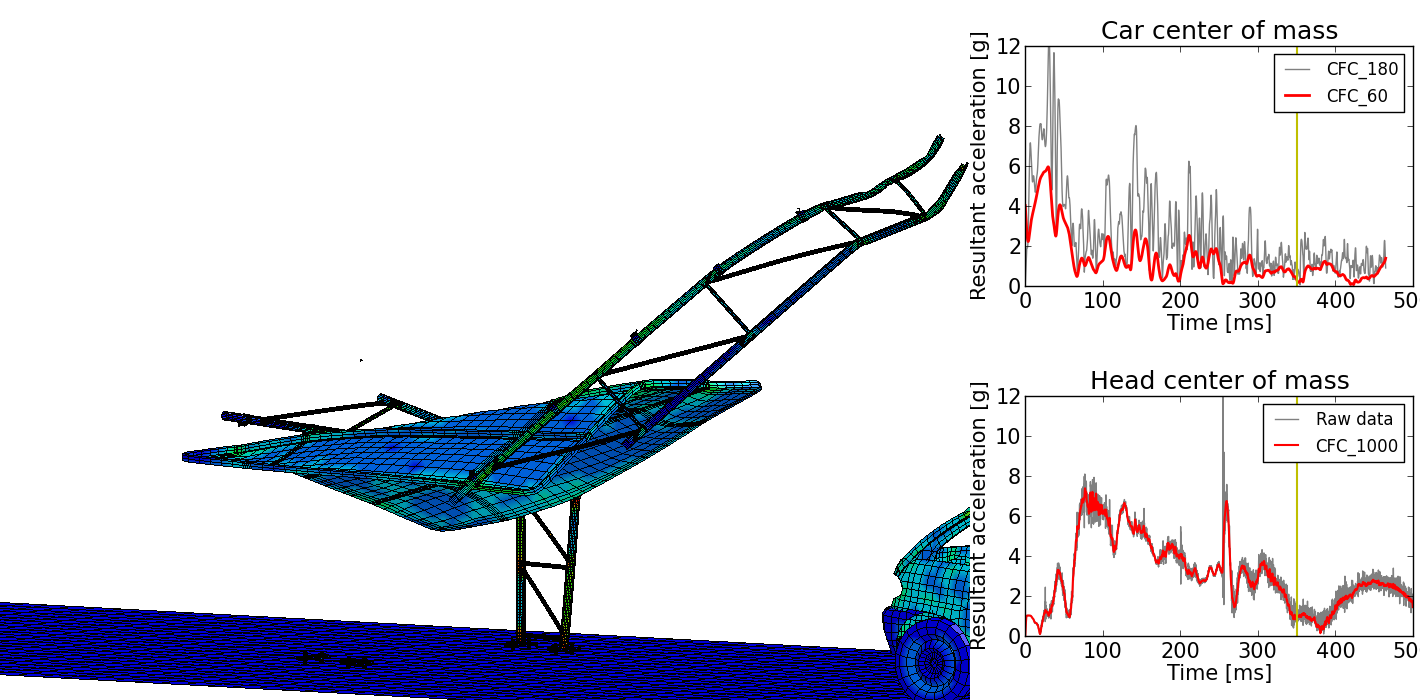 Car center of mass
Resultant acceleration [g]
12
10
8
6
4
2
0
CFC_180
CFC_60
0 100 200 300 400 50
Time [ms]
Head center of mass
Resultant acceleration [g]
12
10
8
6
4
2
0
Raw data
CFC_1000
0 100 200 300 400 50
Time [ms]